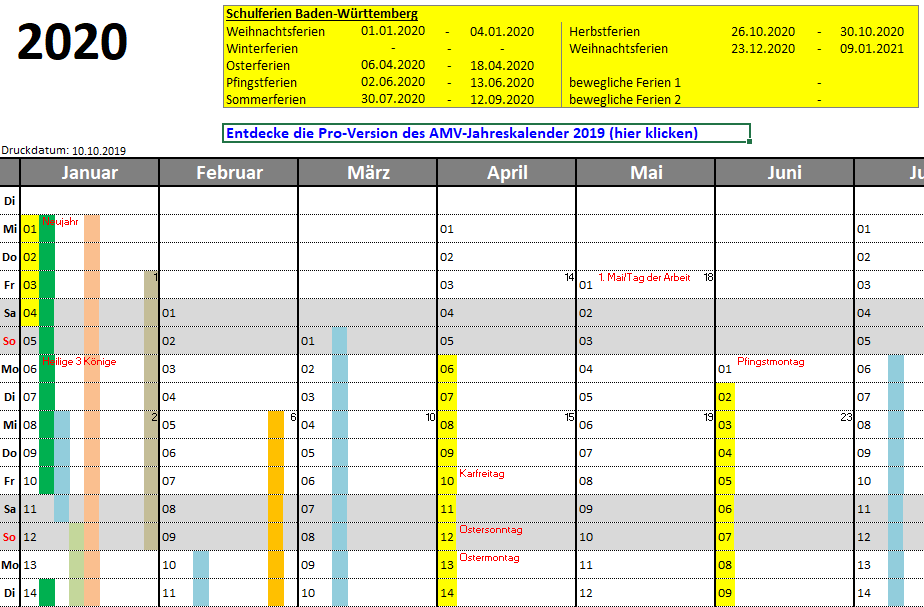 2020
Schulferien Baden-Württemberg
Weihnachtsferien 01.01.2020 - 04.01.2020 Herbstferien 26.10.2020 - 30.10.2020
Winterferien - - - Weihnachtsferien 23.12.2020 - 09.01.2021
Osterferien 06.04.2020 - 18.04.2020
Pfingstferien 02.06.2020 - 13.06.2020 bewegliche Ferien 1 -
Sommerferien 30.07.2020 - 12.09.2020 bewegliche Ferien 2 -
Entdecke die Pro-Version des AMV-Jahreskalender 2019 (hier klicken)
Druckdatum: 10.10.2019
Januar Februar März April Mai Juni Ju
Di
Mi 01 Neujahr 01 01
Do 02 02 02
Fr 03 1 03 14 01 1. Mai/Tag der Arbeit 18 03
Sa 04 01 04 02 04
So 05 02 01 05 03 05
Mo 06 Heilige 3 Könige 03 02 06 04 01 Pfingstmontag 06
Di 07 04 03 07 05 02 07
Mi 08 2 05 6 04 10 08 15 06 19 03 23 08
Do 09 06 05 09 07 04 09
Fr 10 07 06 10 Karfreitag 08 05 10
Sa 11 08 07 11 09 06 11
So 12 09 08 12 Ostersonntag 10 07 12
Mo 13 10 09 13 Ostermontag 11 08 13
Di 14 11 10 14 12 09 14